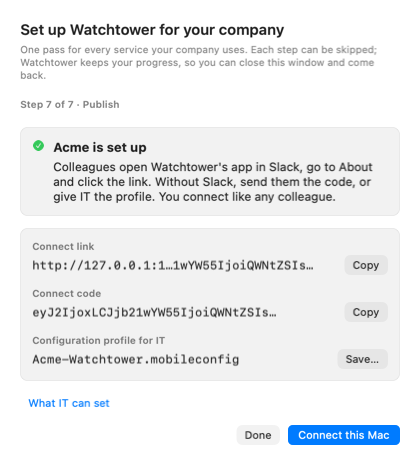 Set up Watchtower for your company
One pass for every service your company uses. Each step can be skipped;
Watchtower keeps your progress, so you can close this window and come
back.
Step 7 of 7 · Publish
Acme is set up
Colleagues open Watchtower's app in Slack, go to About
and click the link. Without Slack, send them the code, or
give IT the profile. You connect like any colleague.
Connect link
http://127.0.0.1:1…1wYW55IjoiQWNtZSIs…
Copy
Connect code
eyJ2IjoxLCJjb21wYW55IjoiQWNtZSIs…
Copy
Configuration profile for IT
Acme-Watchtower.mobileconfig
Save…
What IT can set
Done
Connect this Mac